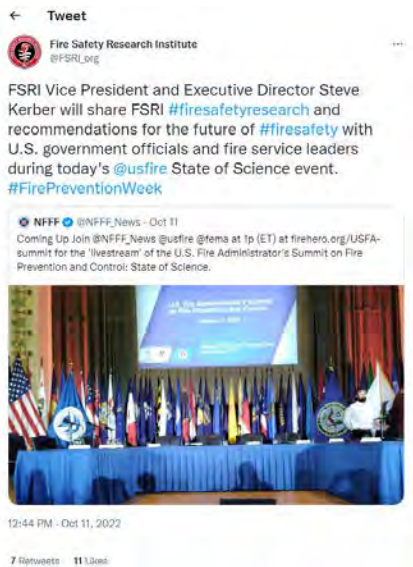 ← Tweet
Fire Safety Research Institute
@FSRI_org
FSRI Vice President and Executive Director Steve
Kerber will share FSRI #firesafetyresearch and
recommendations for the future of #firesafety with
U.S. government officials and fire service leaders
during today's @usfire State of Science event.
#FirePreventionWeek
NFFF @NFFF_News · Oct 11
Coming Up Join @NFFF_News @usfire @fema at 1p (ET) at firehero.org/USFA-
summit for the 'livestream' of the U.S. Fire Administrator's Summit on Fire
Prevention and Control: State of Science.
12:44 PM · Oct 11, 2022
7 Retweets 11 Likes